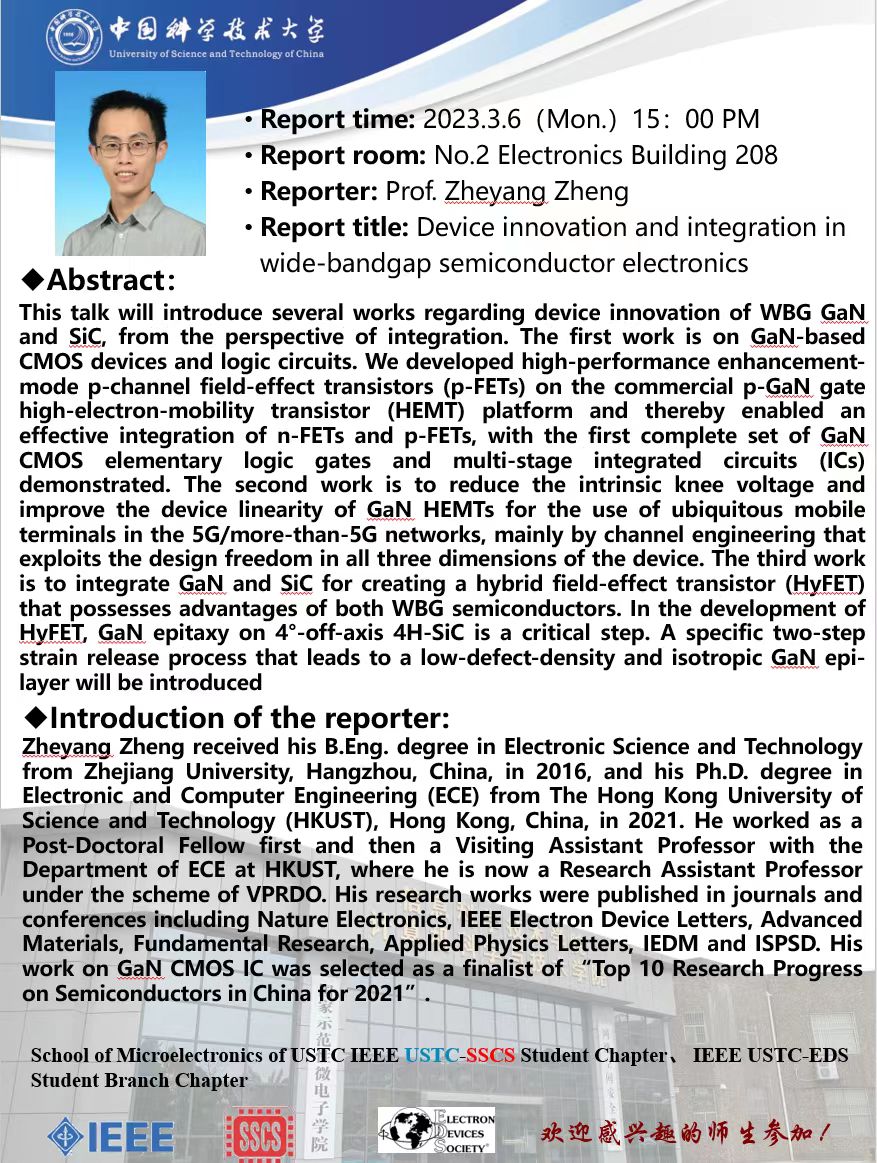 中国科学技术大学
University of Science and Technology of China
• Report time: 2023.3.6（Mon.）15：00 PM
• Report room: No.2 Electronics Building 208
• Reporter: Prof. Zheyang Zheng
• Report title: Device innovation and integration in
wide-bandgap semiconductor electronics
◆Abstract：
This talk will introduce several works regarding device innovation of WBG GaN
and SiC, from the perspective of integration. The first work is on GaN-based
CMOS devices and logic circuits. We developed high-performance enhancement-
mode p-channel field-effect transistors (p-FETs) on the commercial p-GaN gate
high-electron-mobility transistor (HEMT) platform and thereby enabled an
effective integration of n-FETs and p-FETs, with the first complete set of GaN
CMOS elementary logic gates and multi-stage integrated circuits (ICs)
demonstrated. The second work is to reduce the intrinsic knee voltage and
improve the device linearity of GaN HEMTs for the use of ubiquitous mobile
terminals in the 5G/more-than-5G networks, mainly by channel engineering that
exploits the design freedom in all three dimensions of the device. The third work
is to integrate GaN and SiC for creating a hybrid field-effect transistor (HyFET)
that possesses advantages of both WBG semiconductors. In the development of
HyFET, GaN epitaxy on 4°-off-axis 4H-SiC is a critical step. A specific two-step
strain release process that leads to a low-defect-density and isotropic GaN epi-
layer will be introduced
◆Introduction of the reporter:
Zheyang Zheng received his B.Eng. degree in Electronic Science and Technology
from Zhejiang University, Hangzhou, China, in 2016, and his Ph.D. degree in
Electronic and Computer Engineering (ECE) from The Hong Kong University of
Science and Technology (HKUST), Hong Kong, China, in 2021. He worked as a
Post-Doctoral Fellow first and then a Visiting Assistant Professor with the
Department of ECE at HKUST, where he is now a Research Assistant Professor
under the scheme of VPRDO. His research works were published in journals and
conferences including Nature Electronics, IEEE Electron Device Letters, Advanced
Materials, Fundamental Research, Applied Physics Letters, IEDM and ISPSD. His
work on GaN CMOS IC was selected as a finalist of “Top 10 Research Progress
on Semiconductors in China for 2021”.
School of Microelectronics of USTC IEEE USTC-SSCS Student Chapter、 IEEE USTC-EDS
Student Branch Chapter
家示范微电子学院
IEEE
SSCS
ELECTRON
DEVICES
SOCIETY®
欢迎感兴趣的师生参加！